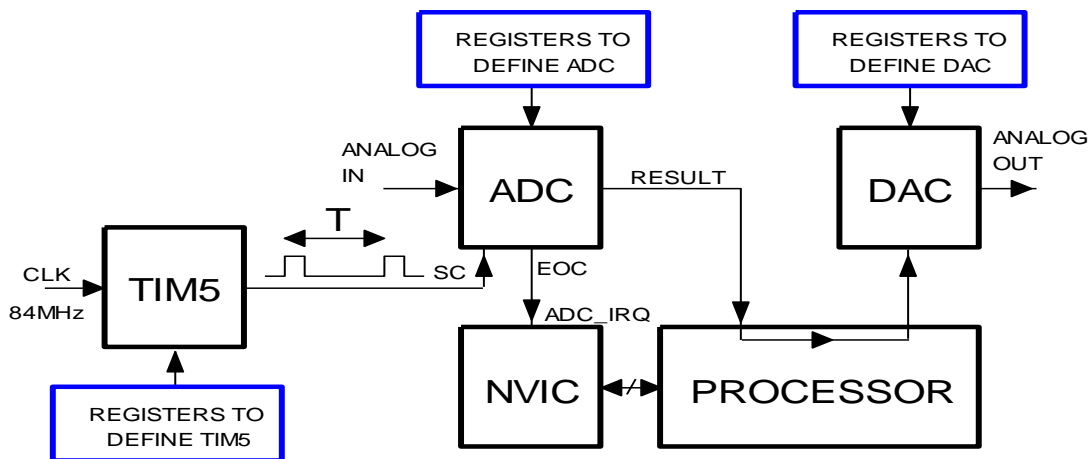 REGISTERS TO
DEFINE ADC
REGISTERS TO
DEFINE DAC
ANALOG
IN
ADC
RESULT
DAC
ANALOG
OUT
T
CLK
84MHz
TIM5
SC
EOC
ADC_IRQ
NVIC
PROCESSOR
REGISTERS TO
DEFINE TIM5